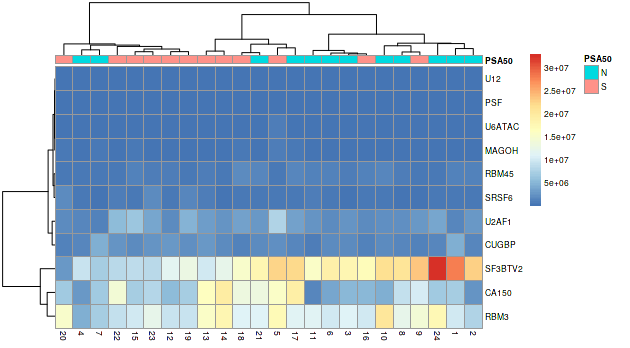 PSA50
U12
PSF
U6ATAC
MAGOH
RBM45
SRSF6
U2AF1
CUGBP
SF3BTV2
CA150
RBM3
20 4 7 22 15 23 12 19 13 14 18 21 5 17 11 6 3 16 10 8 9 24 1 2
3e+07
2.5e+07
2e+07
1.5e+07
1e+07
5e+06
PSA50
N
S